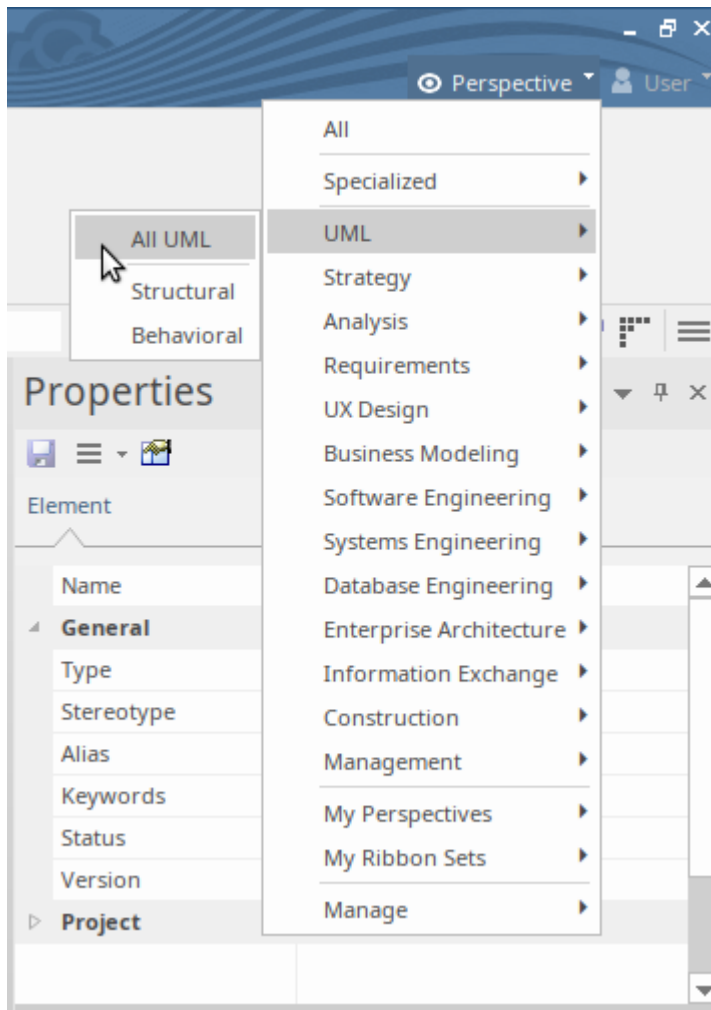 Perspective
User
All
Specialized
UML
All UML
Structural
Behavioral
Strategy
Analysis
Requirements
UX Design
Business Modeling
Software Engineering
Systems Engineering
Database Engineering
Enterprise Architecture
Information Exchange
Construction
Management
My Perspectives
My Ribbon Sets
Manage
Properties
Element
Name
General
Type
Stereotype
Alias
Keywords
Status
Version
Project